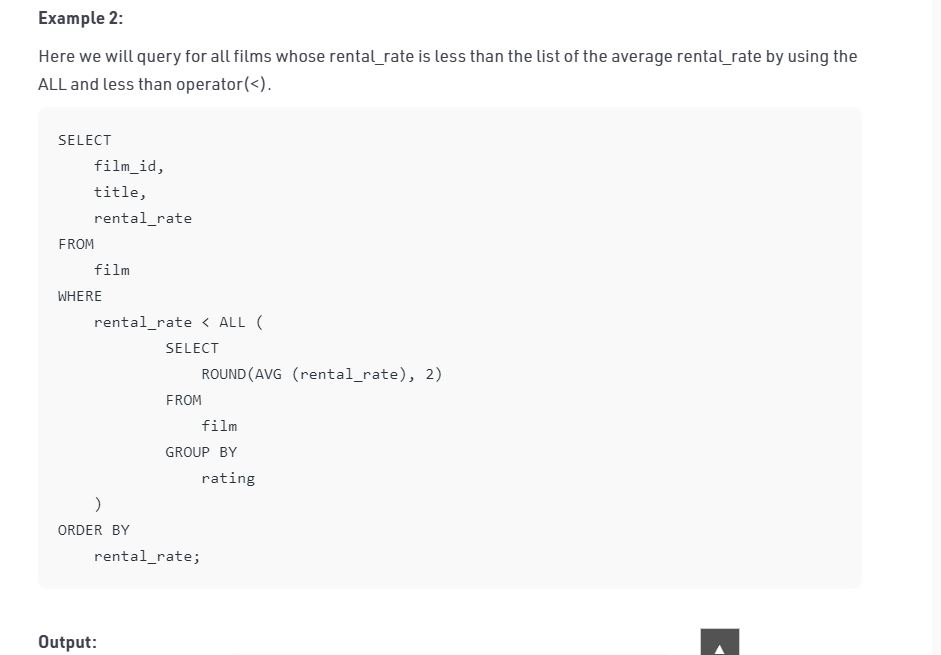 Example 2:
Here we will query for all films whose rental_rate is less than the list of the average rental_rate by using the
ALL and less than operator(<).
SELECT
    film_id,
    title,
    rental_rate
FROM
    film
WHERE
    rental_rate < ALL (
            SELECT
                ROUND(AVG (rental_rate), 2)
            FROM
                film
            GROUP BY
                rating
    )
ORDER BY
    rental_rate;
Output: